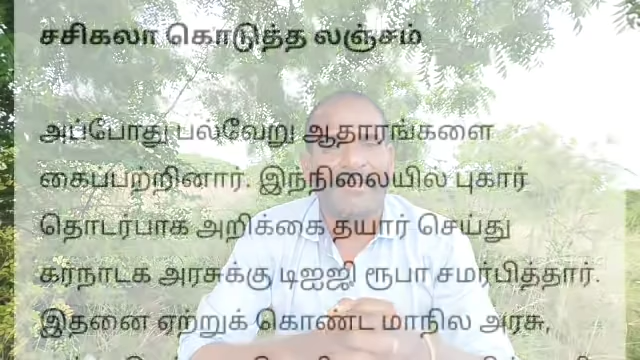 சசிகலா கொடுத்த லஞ்சம்
அப்போது பல்வேறு ஆதாரங்களை
கைப்பற்றினார். இந்நிலையில் புகார்
தொடர்பாக அறிக்கை தயார் செய்து
கர்நாடக அரசுக்கு டிஐஜி ரூபா சமர்பித்தார்.
இதனை ஏற்றுக் கொண்ட மாநில அரசு,